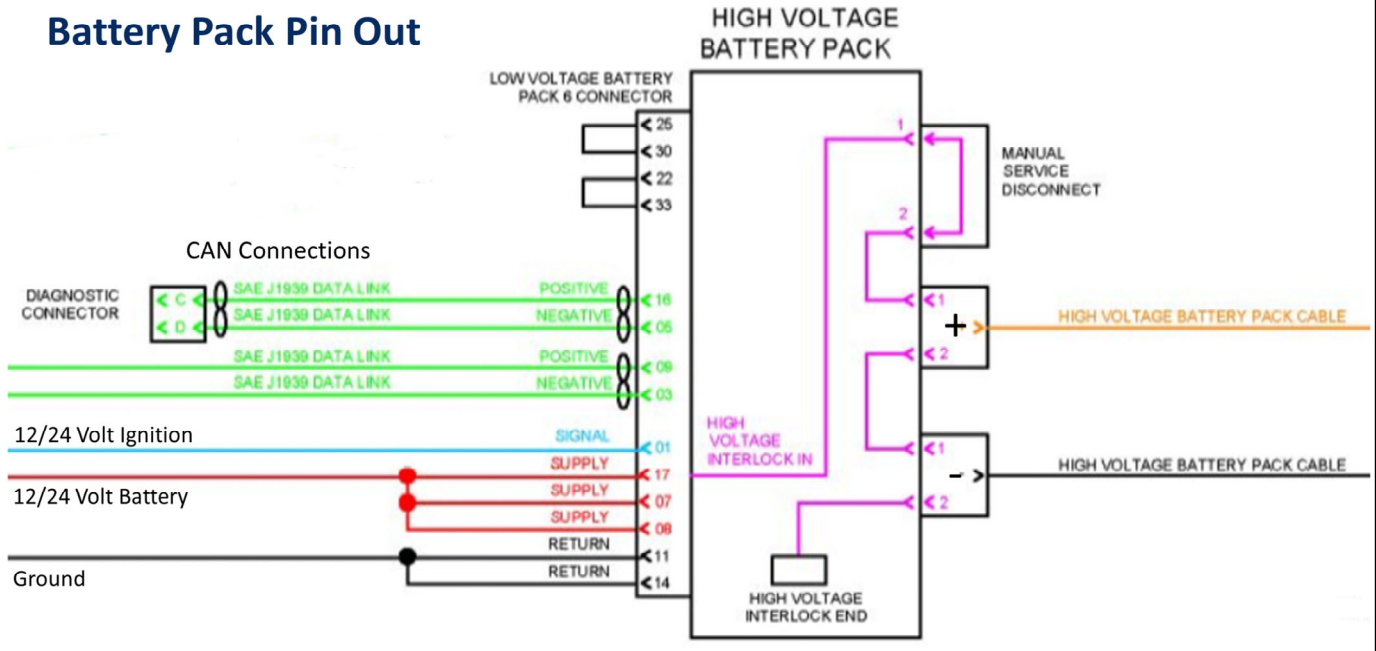 Battery Pack Pin Out
HIGH VOLTAGE
BATTERY PACK
LOW VOLTAGE BATTERY
PACK 6 CONNECTOR
25
30
22
33
1
2
MANUAL
SERVICE
DISCONNECT
CAN Connections
DIAGNOSTIC
CONNECTOR
C
D
SAE J1939 DATA LINK POSITIVE 16
SAE J1939 DATA LINK NEGATIVE 05
SAE J1939 DATA LINK POSITIVE 09
SAE J1939 DATA LINK NEGATIVE 03
1
+
2
HIGH VOLTAGE BATTERY PACK CABLE
12/24 Volt Ignition
SIGNAL 01
SUPPLY 17
12/24 Volt Battery
SUPPLY 07
SUPPLY 08
RETURN 11
Ground
RETURN 14
HIGH
VOLTAGE
INTERLOCK IN
1
-
2
HIGH VOLTAGE BATTERY PACK CABLE
HIGH VOLTAGE
INTERLOCK END